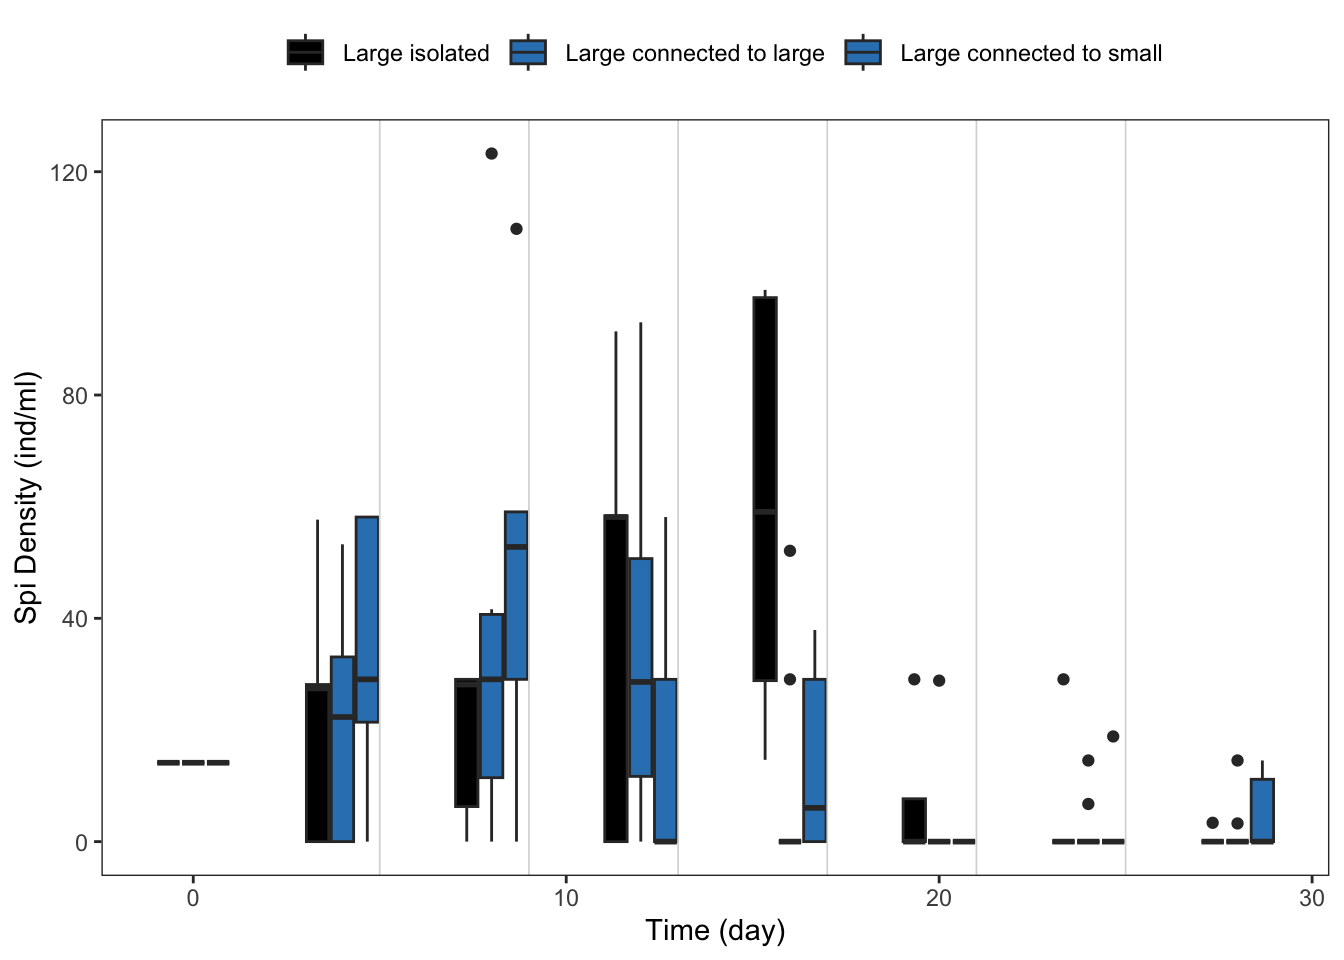 Large isolated Large connected to large Large connected to small
120
80
40
0
Spi Density (ind/ml)
0 10 20 30
Time (day)